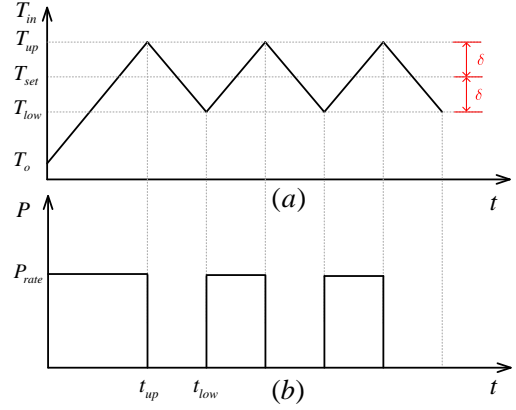 T_in
T_up
T_set
T_low
T_o
δ
δ
(a)
t
P
P_rate
t_up
t_low
(b)
t